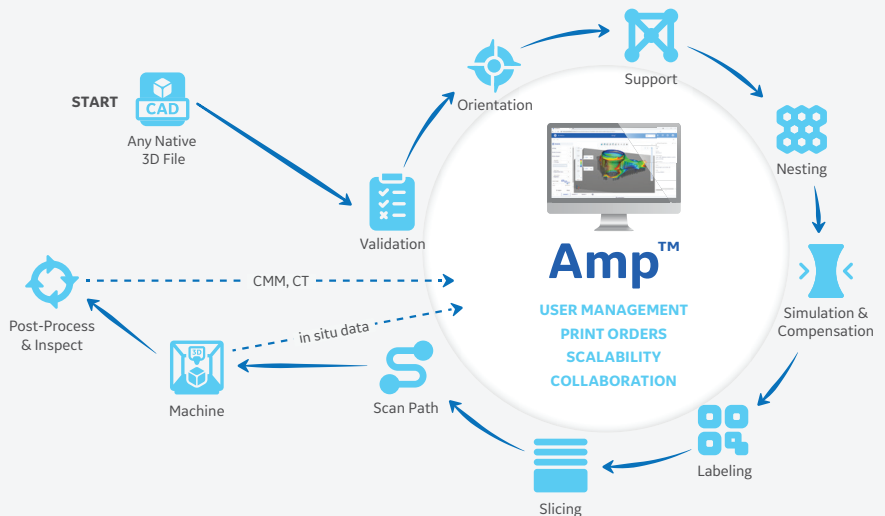 START
CAD
Any Native
3D File
Validation
Orientation
Support
Nesting
Simulation &
Compensation
Labeling
Slicing
Scan Path
3D
Machine
Post-Process
& Inspect
CMM, CT
in situ data
Amp™
USER MANAGEMENT
PRINT ORDERS
SCALABILITY
COLLABORATION